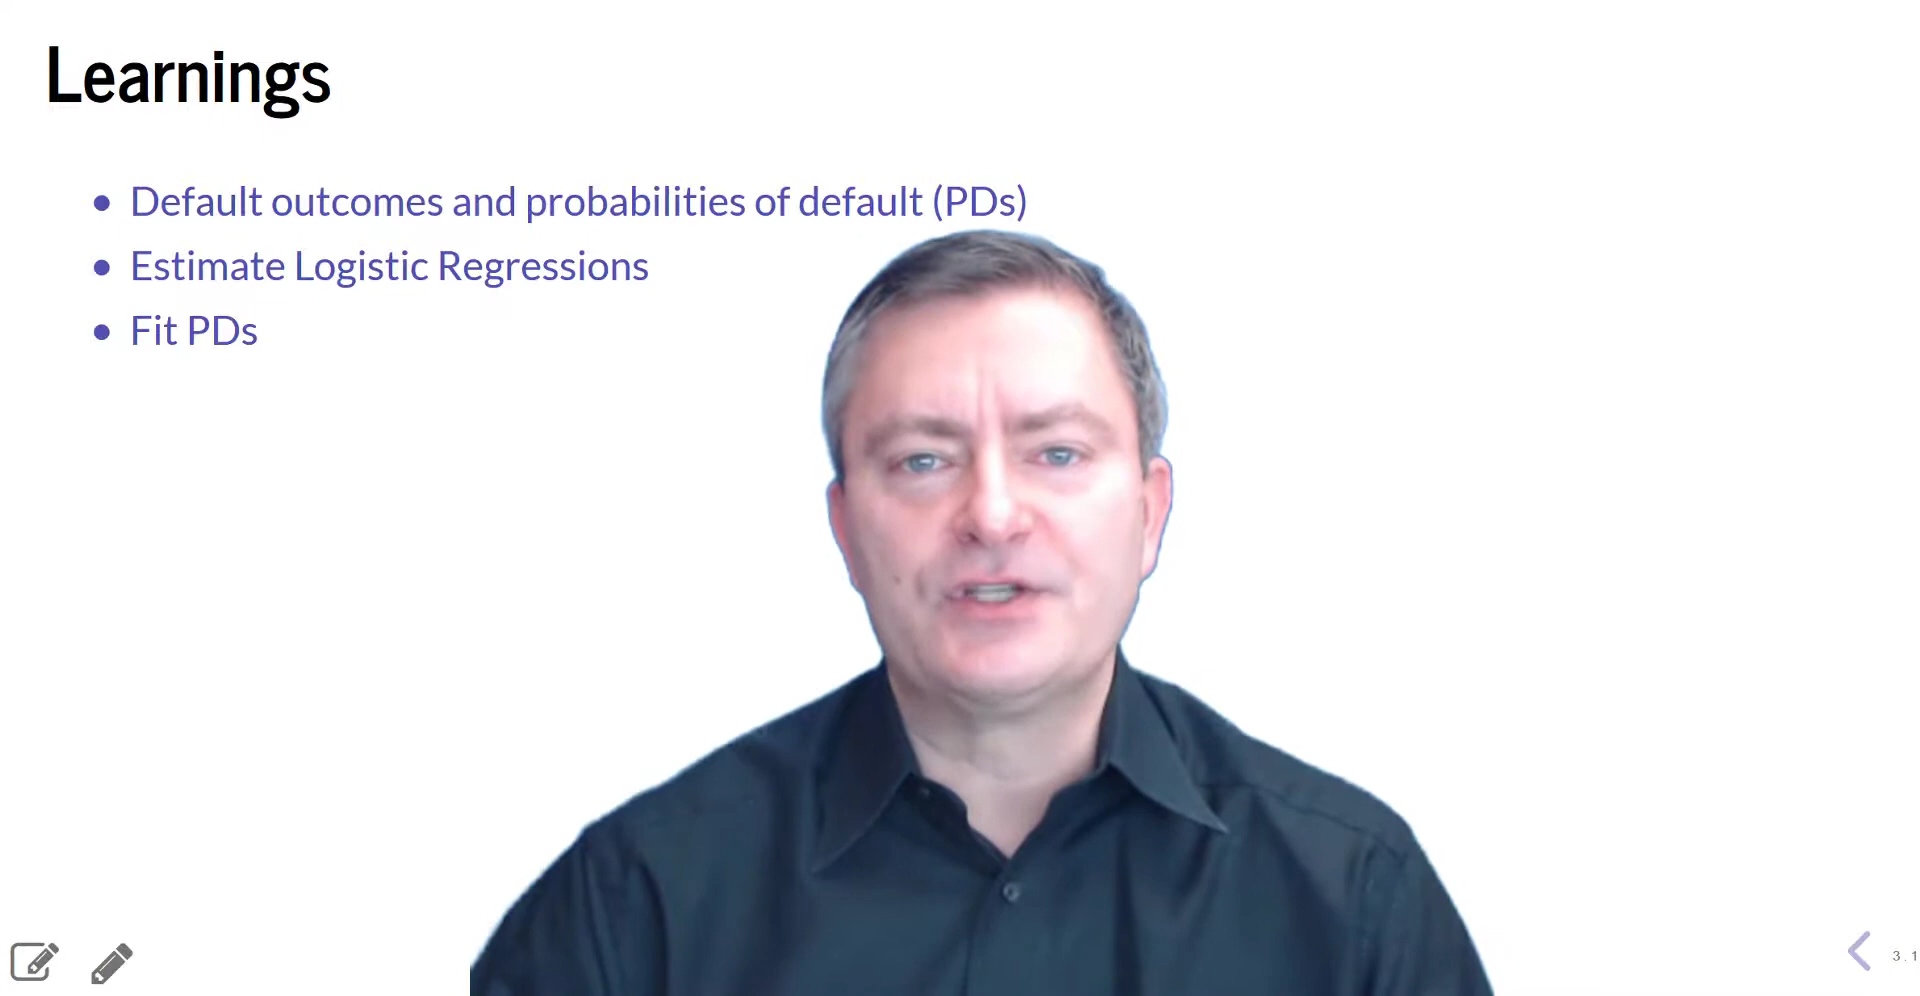 Learnings
Default outcomes and probabilities of default (PDs)
Estimate Logistic Regressions
Fit PDs
3.1